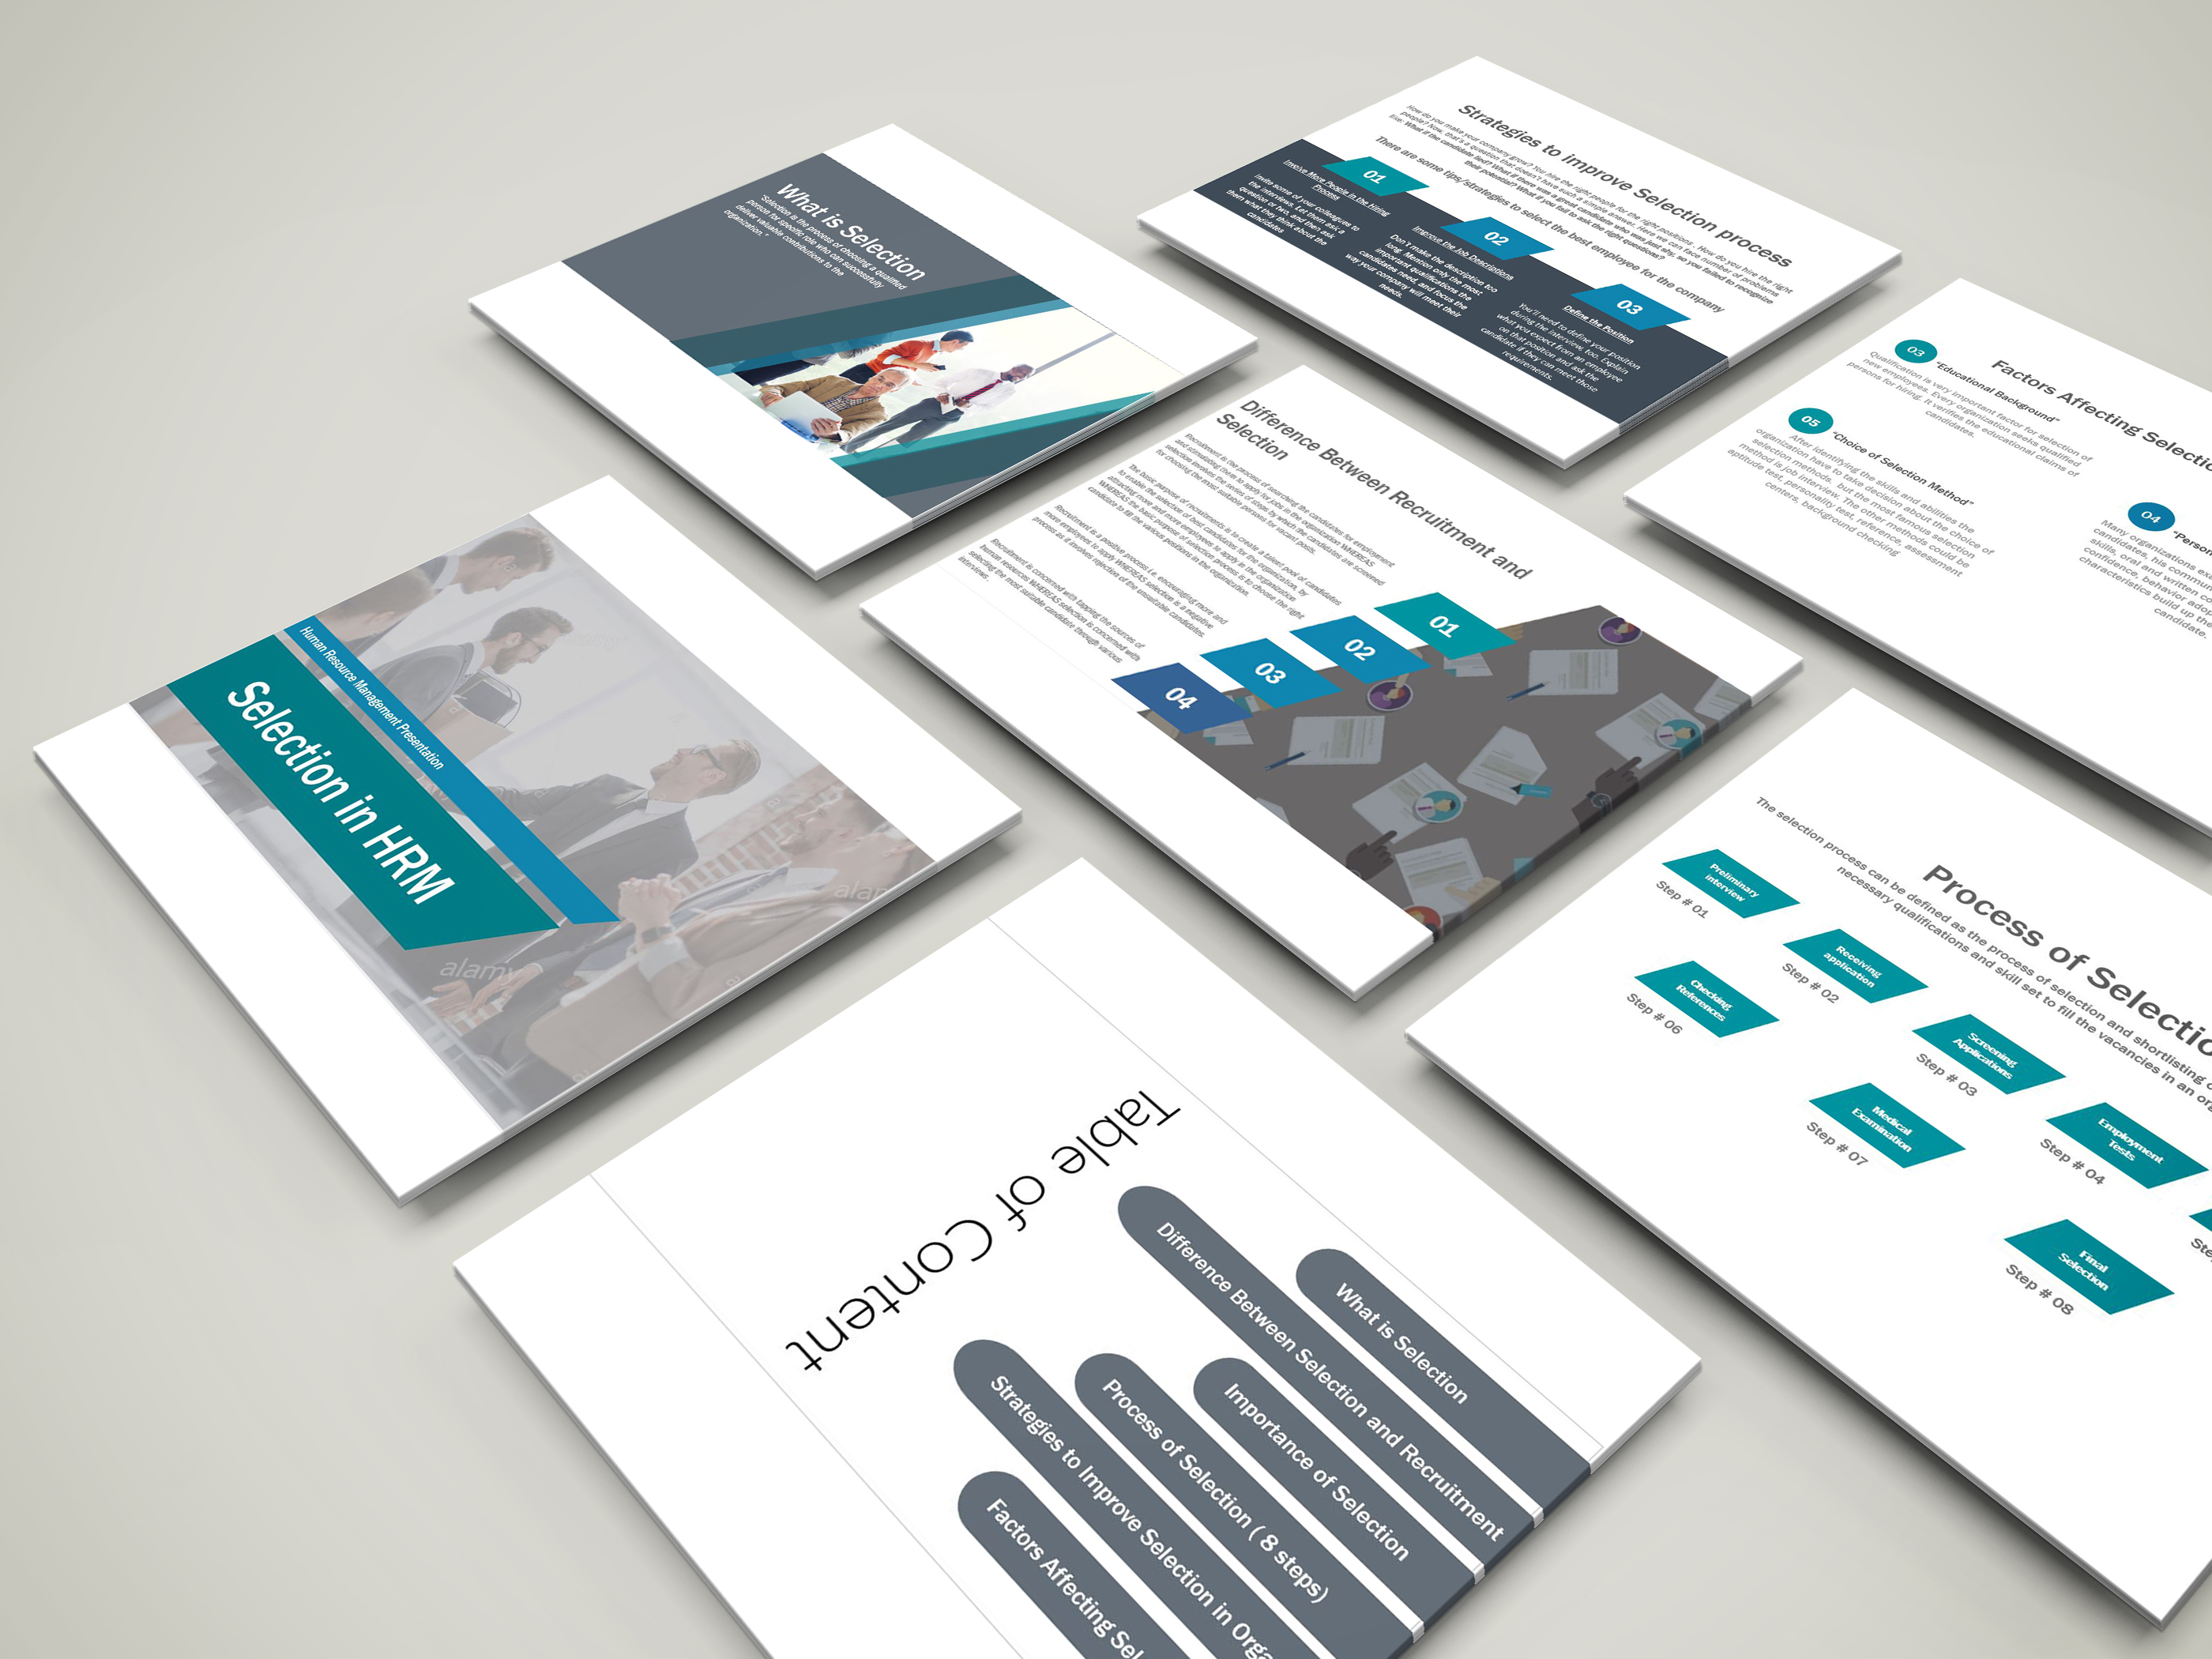 Strategies to improve Selection process
How do you make your company grow? You hire the right people for the right positions . How do you hire the right
people? Now, that's a question that doesn't have such a simple answer. Here we can face number of problems
like: What if the candidate lied? What if there was a great candidate who was just shy, so you failed to recognize
their potential? What if you fail to ask the right questions?
There are some tips/strategies to select the best employee for the company
01
Involve More People in the Hiring
Process
Invite some of your colleagues to
the interviews. Let them ask a
question or two, and then ask
them what they think about the
candidates
02
Improve the Job Descriptions
Don't make the description too
long. Mention only the most
important qualifications the
candidates need, and focus the
way your company will meet their
needs.
03
Define the Position
You'll need to define your position
during the interview, too. Explain
what you expect from an employee
on that position and ask the
candidate if they can meet those
requirements.
What is Selection
"Selection is the process of choosing a qualified
person for specific role who can successfully
deliver valuable contributions to the
organization. "
Factors Affecting Selectio
03
"Educational Background"
Qualification is very important factor for selection of
new employees. Every organization seeks qualified
persons for hiring. It verifies the educational claims of
candidates.
05
"Choice of Selection Method"
After identifying the skills and abilities the
organization have to take decision about the choice of
selection methods. but the most famous selection
method is job interview. The other methods could be
aptitude test, personality test, reference, assessment
centers, background checking
04
"Person
Many organizations ex
candidates, his commun
skills, oral and written co
confidence, behavior adop
characteristics build up the
candidate.
Difference Between Recruitment and
Selection
Recruitment is the process of searching the candidates for employment
and stimulating them to apply for jobs in the organization WHEREAS
selection involves the series of steps by which the candidates are screened
for choosing the most suitable persons for vacant posts.
The basic purpose of recruitments is to create a talent pool of candidates
to enable the selection of best candidates for the organization, by
attracting more and more employees to apply in the organization
WHEREAS the basic purpose of selection process is to choose the right
candidate to fill the various positions in the organization.
Recruitment is a positive process i.e. encouraging more and
more employees to apply WHEREAS selection is a negative
process as it involves rejection of the unsuitable candidates.
Recruitment is concerned with tapping the sources of
human resources WHEREAS selection is concerned with
selecting the most suitable candidate through various
interviews.
01
02
03
04
Human Resource Management Presentation
Selection in HRM
alamy
alamy
Process of Selectio
The selection process can be defined as the process of selection and shortlisting o
necessary qualifications and skill set to fill the vacancies in an org
Preliminary
interview
Step # 01
Receiving
application
Step # 02
Screening
Applications
Step # 03
Employment
Tests
Step # 04
Ste
Checking
References
Step # 06
Medical
Examination
Step # 07
Final
Selection
Step # 08
Table of Content
What is Selection
Difference Between Selection and Recruitment
Importance of Selection
Process of Selection ( 8 steps)
Strategies to Improve Selection in Orga
Factors Affecting Sel